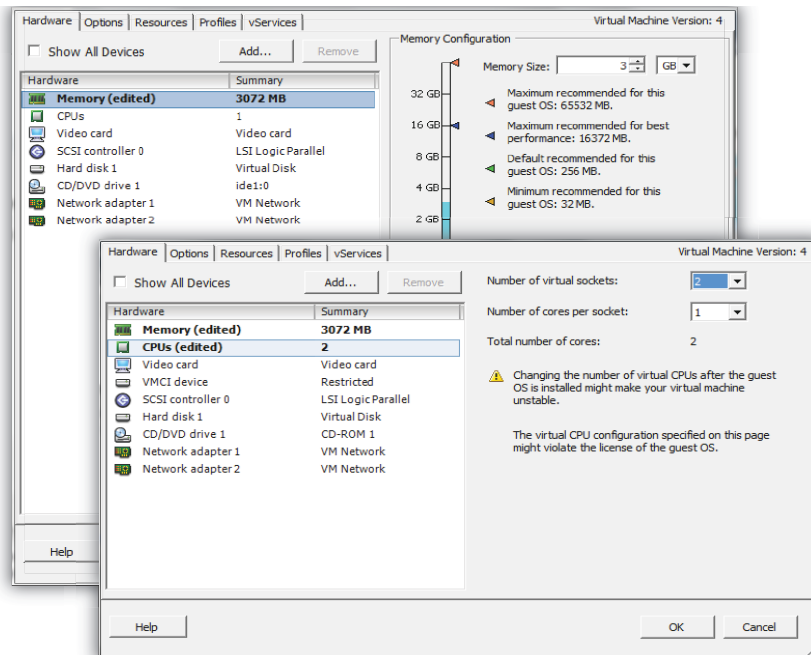 Hardware Options Resources Profiles vServices Virtual Machine Version: 4
Show All Devices Add... Remove
Hardware Summary
Memory (edited) 3072 MB
CPUs 1
Video card Video card
SCSI controller 0 LSI Logic Parallel
Hard disk 1 Virtual Disk
CD/DVD drive 1 ide1:0
Network adapter 1 VM Network
Network adapter 2 VM Network
Memory Configuration
Memory Size: 3 GB
32 GB
16 GB
8 GB
4 GB
2 GB
Maximum recommended for this
guest OS: 65532 MB.
Maximum recommended for best
performance: 16372 MB.
Default recommended for this
guest OS: 256 MB.
Minimum recommended for this
guest OS: 32 MB.
Help
Hardware Options Resources Profiles vServices Virtual Machine Version: 4
Show All Devices Add... Remove
Hardware Summary
Memory (edited) 3072 MB
CPUs (edited) 2
Video card Video card
VMCI device Restricted
SCSI controller 0 LSI Logic Parallel
Hard disk 1 Virtual Disk
CD/DVD drive 1 CD-ROM 1
Network adapter 1 VM Network
Network adapter 2 VM Network
Number of virtual sockets: 2
Number of cores per socket: 1
Total number of cores: 2
Changing the number of virtual CPUs after the guest
OS is installed might make your virtual machine
unstable.
The virtual CPU configuration specified on this page
might violate the license of the guest OS.
Help OK Cancel